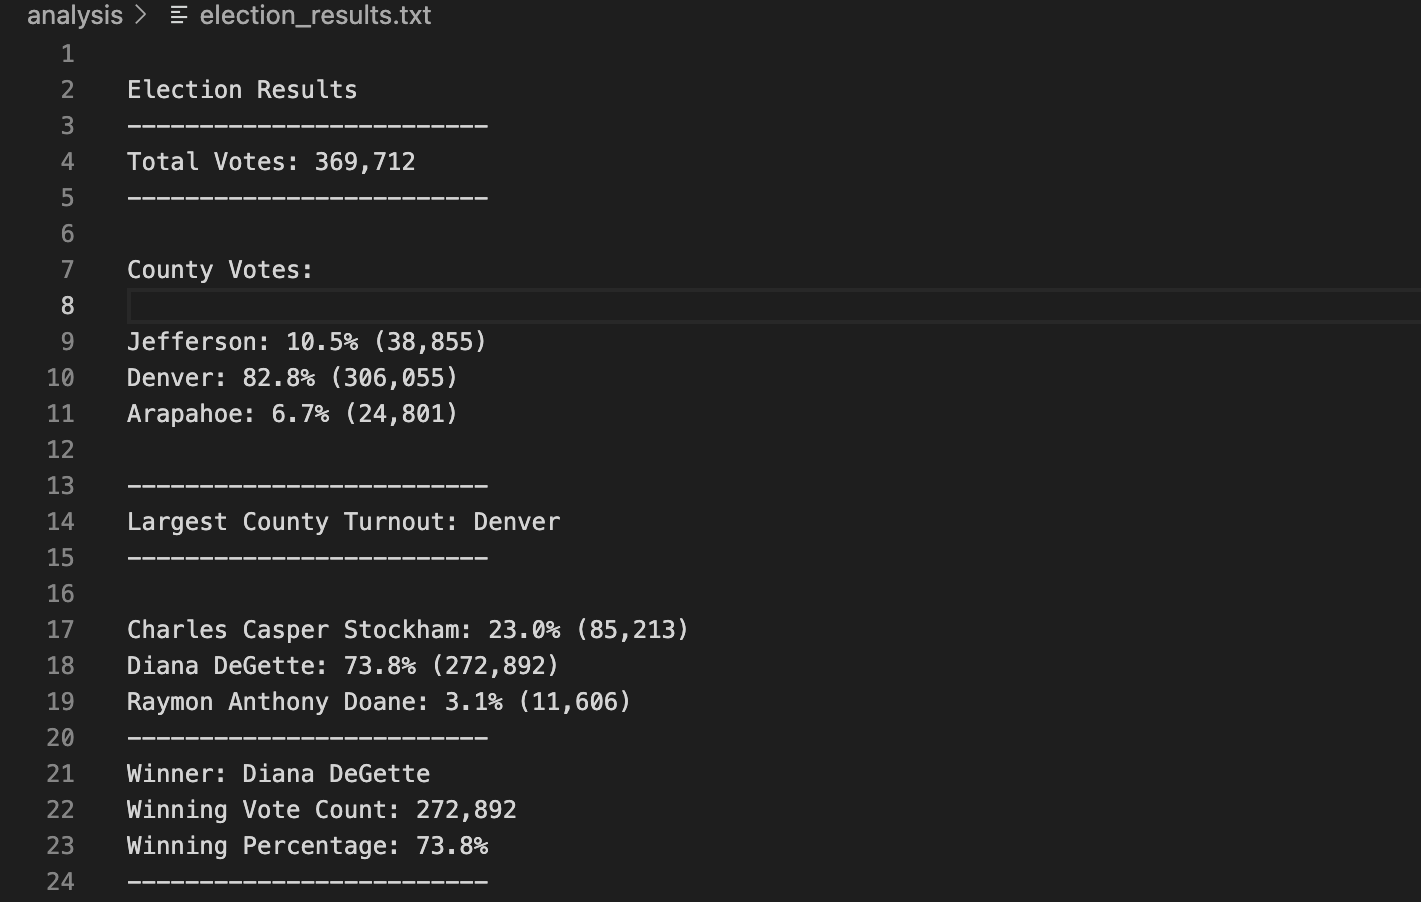 analysis > election_results.txt
1
2 Election Results
3 -------------------------
4 Total Votes: 369,712
5 -------------------------
6
7 County Votes:
8
9 Jefferson: 10.5% (38,855)
10 Denver: 82.8% (306,055)
11 Arapahoe: 6.7% (24,801)
12
13 -------------------------
14 Largest County Turnout: Denver
15 -------------------------
16
17 Charles Casper Stockham: 23.0% (85,213)
18 Diana DeGette: 73.8% (272,892)
19 Raymon Anthony Doane: 3.1% (11,606)
20 -------------------------
21 Winner: Diana DeGette
22 Winning Vote Count: 272,892
23 Winning Percentage: 73.8%
24 -------------------------